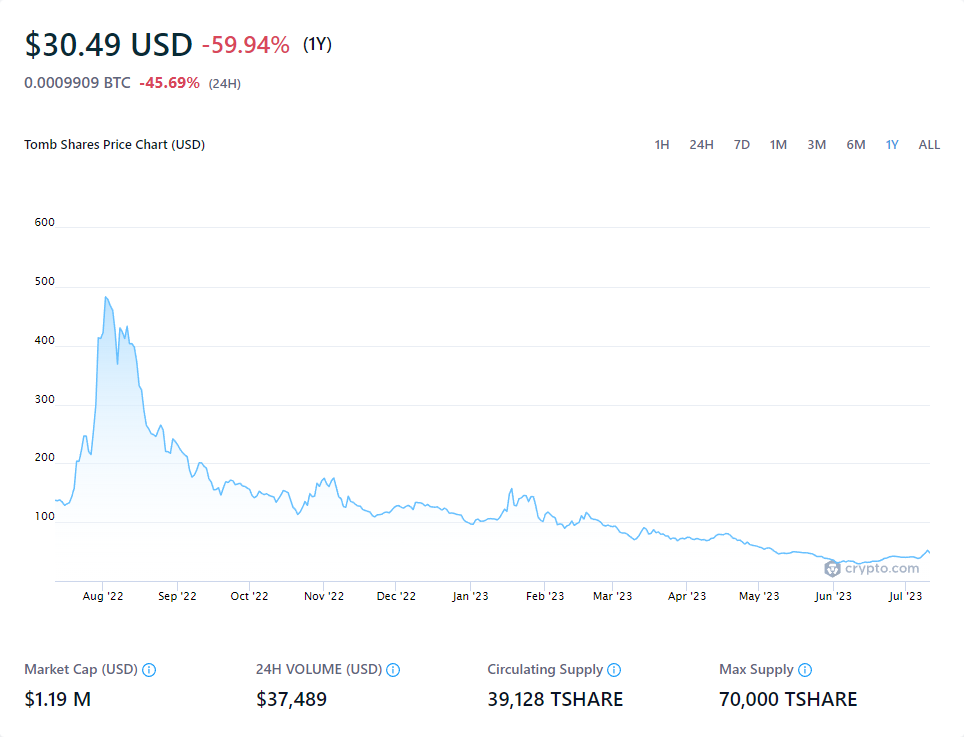 $30.49 USD -59.94% (1Y)
0.0009909 BTC -45.69% (24H)
Tomb Shares Price Chart (USD) 1H 24H 7D 1M 3M 6M 1Y ALL
600
500
400
300
200
100
crypto.com
Aug '22 Sep '22 Oct '22 Nov '22 Dec '22 Jan '23 Feb '23 Mar '23 Apr '23 May '23 Jun '23 Jul '23
Market Cap (USD) 24H VOLUME (USD) Circulating Supply Max Supply
$1.19 M $37,489 39,128 TSHARE 70,000 TSHARE